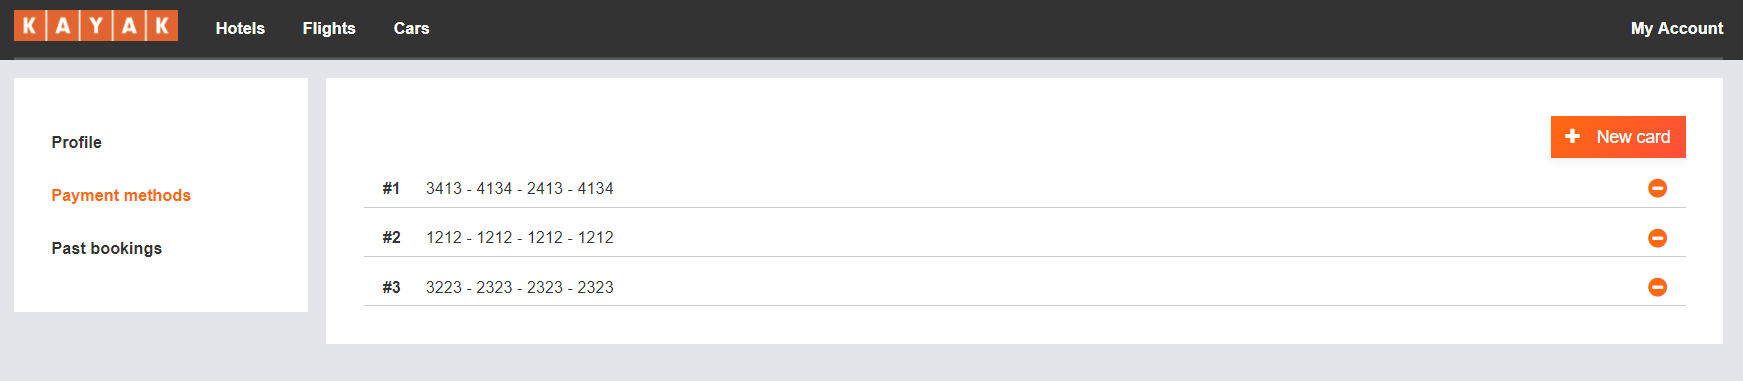 KAYAK Hotels Flights Cars My Account
Profile
Payment methods
Past bookings
+ New card
#1 3413 - 4134 - 2413 - 4134
#2 1212 - 1212 - 1212 - 1212
#3 3223 - 2323 - 2323 - 2323